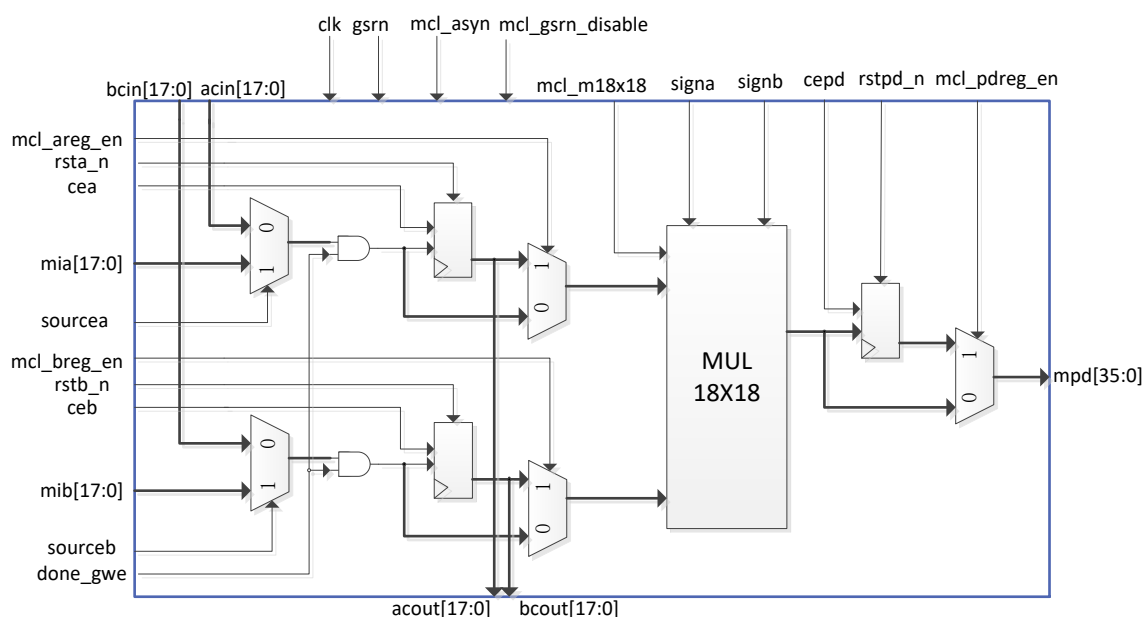 clk gsrn mcl_asyn mcl_gsrn_disable
bcin[17:0] acin[17:0] mcl_m18x18 signa signb cepd rstpd_n mcl_pdreg_en
mcl_areg_en
rsta_n
cea
0
mia[17:0]
1
1
0
sourcea
mcl_breg_en
rstb_n
ceb
MUL
18X18
1
0
mpd[35:0]
0
mib[17:0]
1
1
0
sourceb
done_gwe
acout[17:0] bcout[17:0]